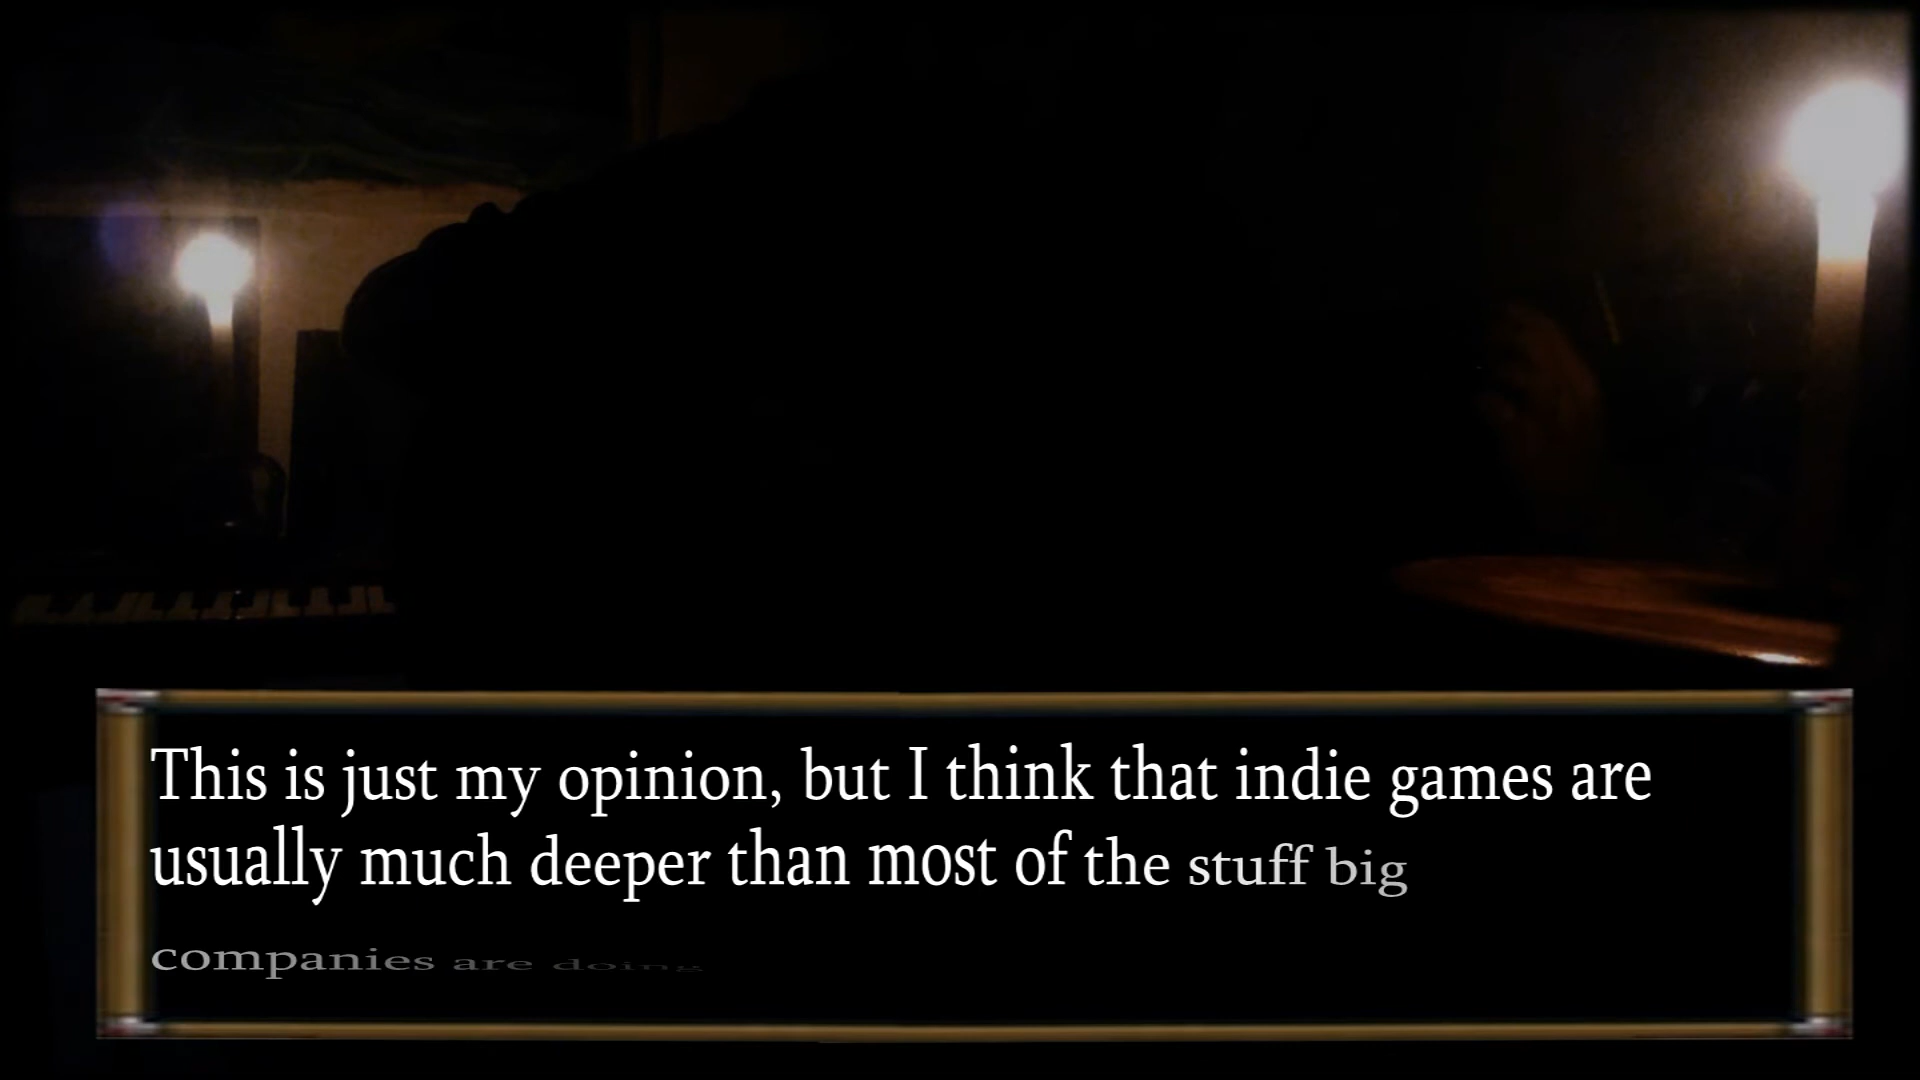 This is just my opinion, but I think that indie games are
usually much deeper than most of the stuff big
companies are doing